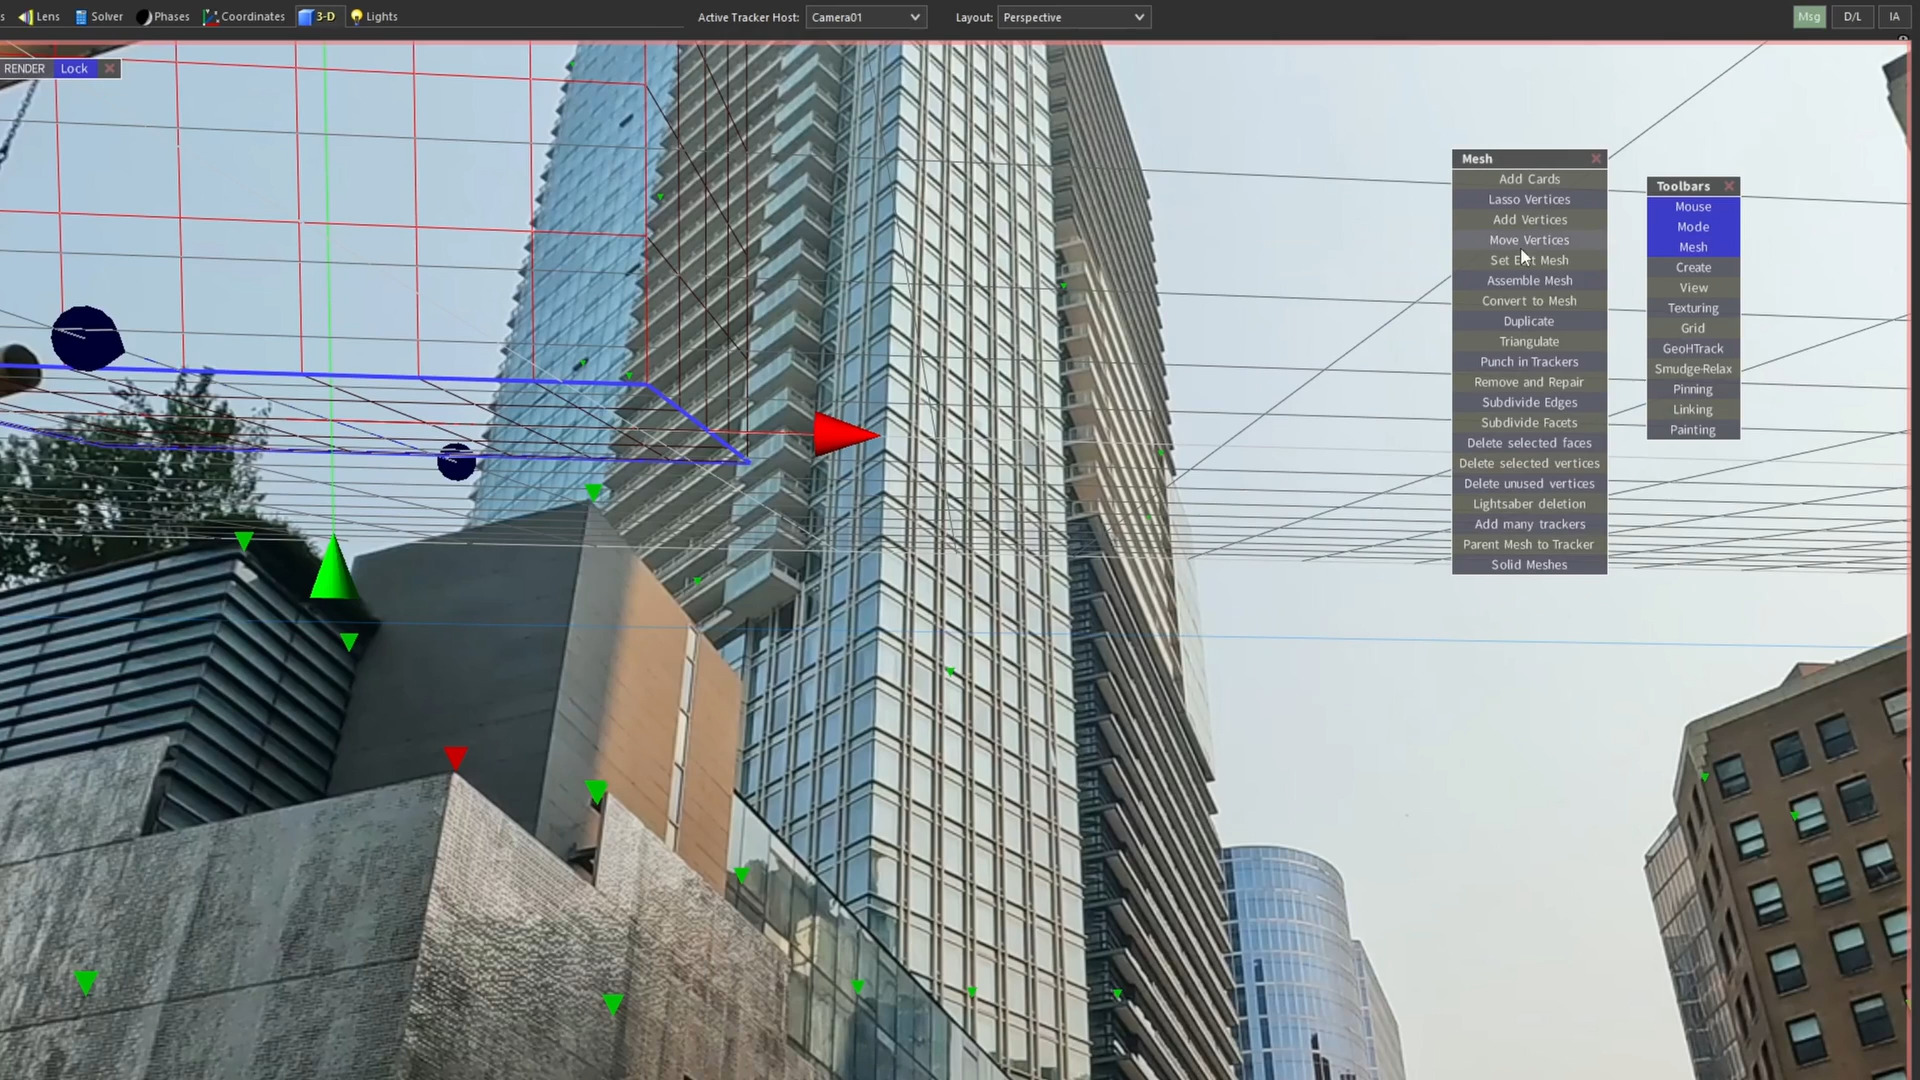 s Lens Solver Phases Coordinates 3-D Lights Active Tracker Host: Camera01 Layout: Perspective Msg D/L IA
RENDER Lock
Mesh
Add Cards
Lasso Vertices
Add Vertices
Move Vertices
Set Edit Mesh
Assemble Mesh
Convert to Mesh
Duplicate
Triangulate
Punch in Trackers
Remove and Repair
Subdivide Edges
Subdivide Facets
Delete selected faces
Delete selected vertices
Delete unused vertices
Lightsaber deletion
Add many trackers
Parent Mesh to Tracker
Solid Meshes
Toolbars
Mouse
Mode
Mesh
Create
View
Texturing
Grid
GeoHTrack
Smudge-Relax
Pinning
Linking
Painting